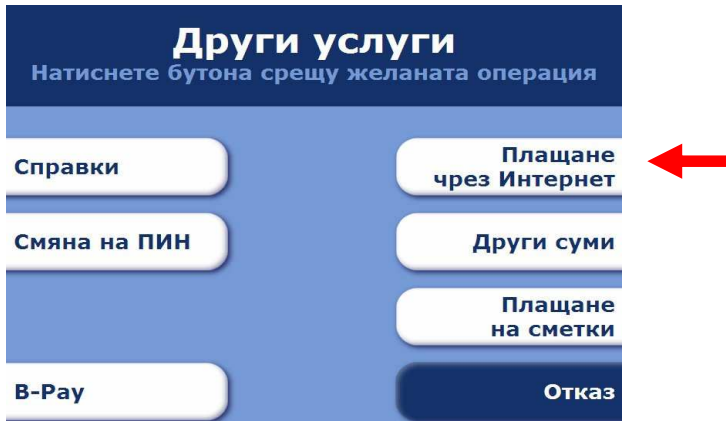 Други услуги
Натиснете бутона срещу желаната операция
Справки
Плащане
чрез Интернет
Смяна на ПИН
Други суми
Плащане
на сметки
B-Pay
Отказ